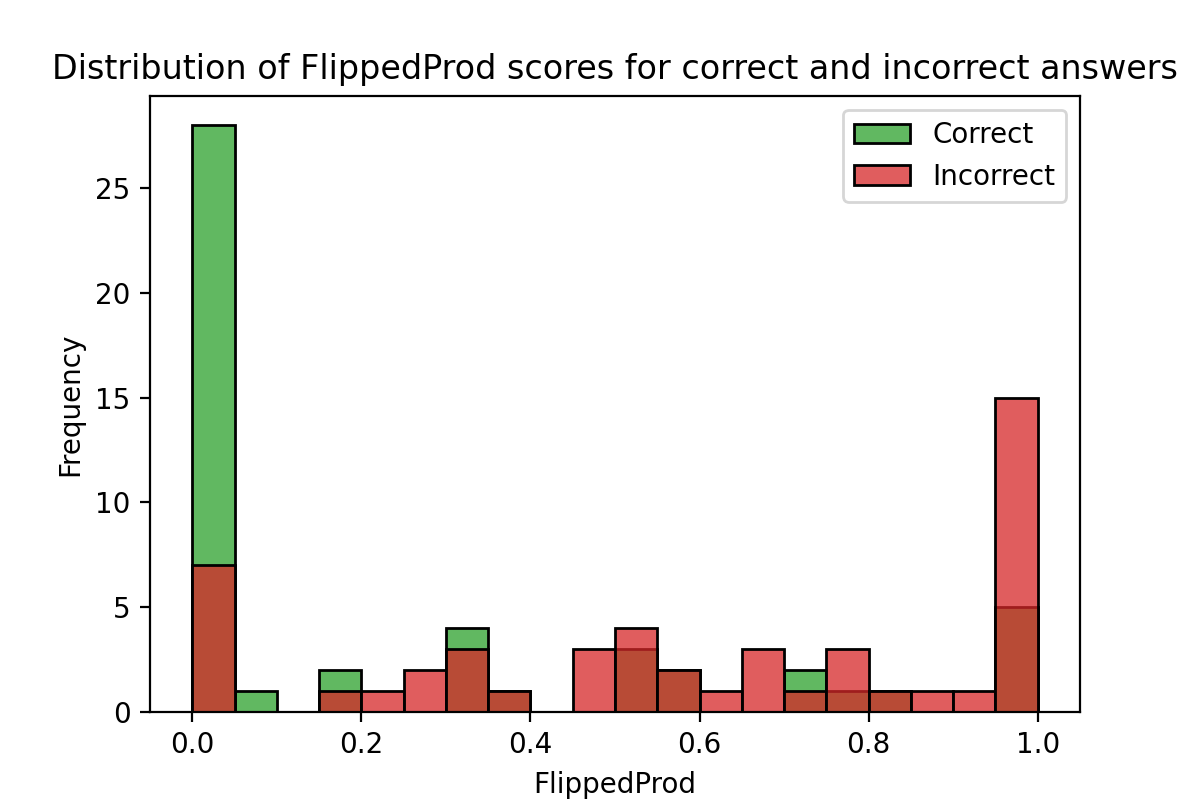 Distribution of FlippedProd scores for correct and incorrect answers
Correct
Incorrect
Frequency
25
20
15
10
5
0
0.0 0.2 0.4 0.6 0.8 1.0
FlippedProd